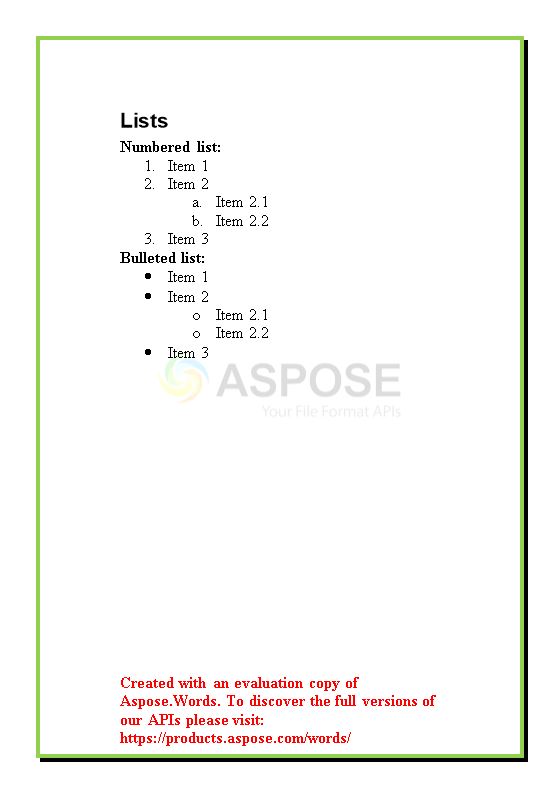 Lists
Numbered list:
1. Item 1
2. Item 2
a. Item 2.1
b. Item 2.2
3. Item 3
Bulleted list:
● Item 1
● Item 2
o Item 2.1
o Item 2.2
● Item 3
ASPOSE
Your File Format APIs
Created with an evaluation copy of
Aspose.Words. To discover the full versions of
our APIs please visit:
https://products.aspose.com/words/